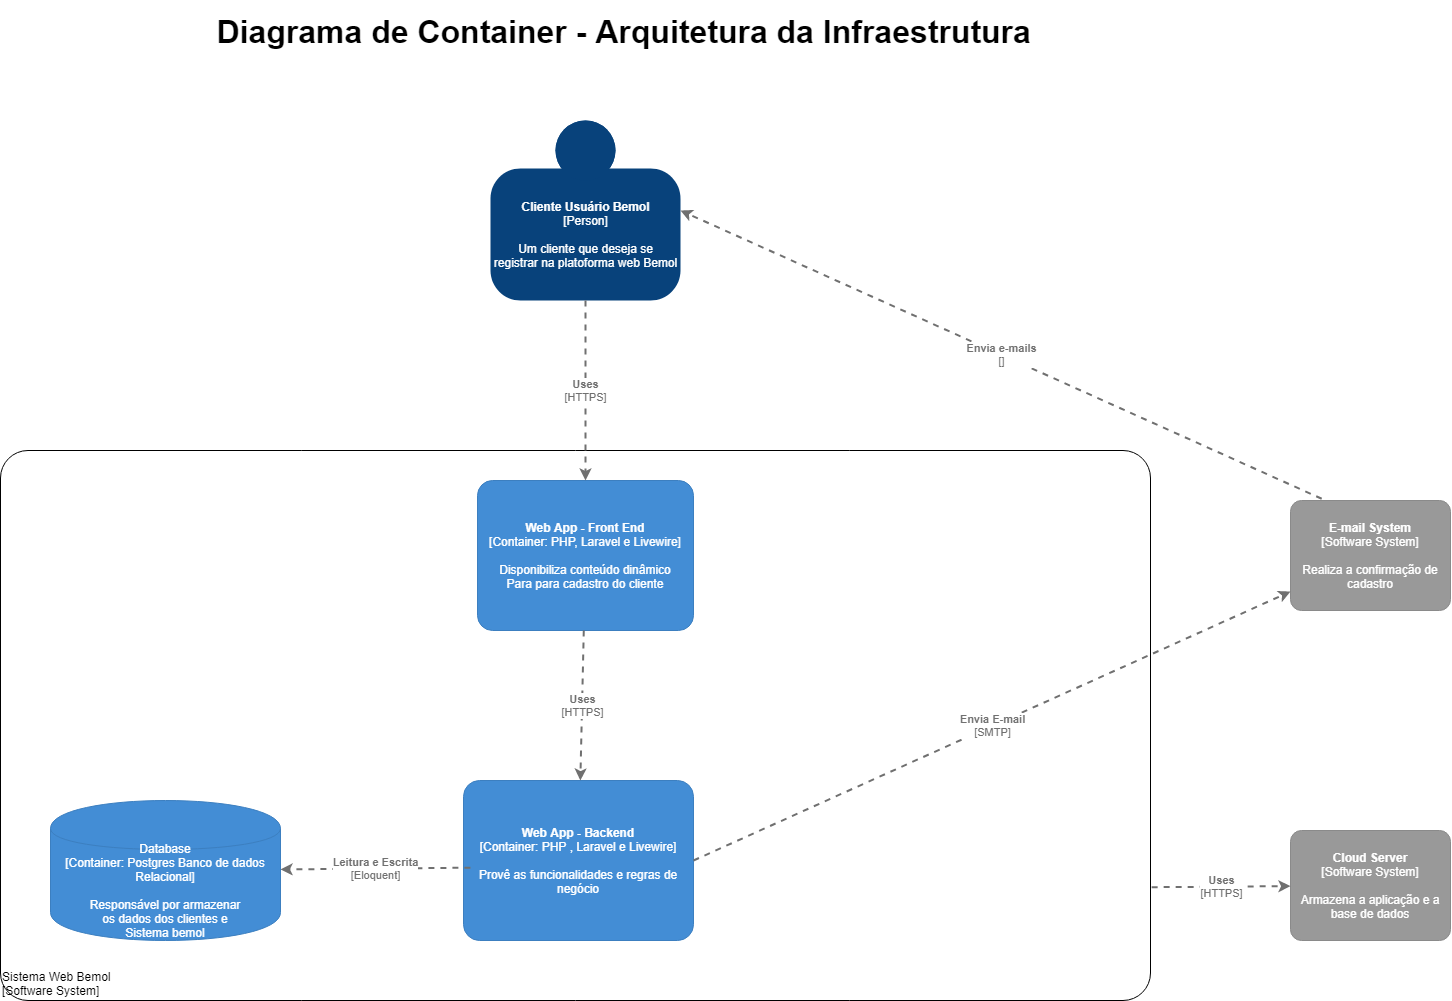 Diagrama de Container - Arquitetura da Infraestrutura
Cliente Usuário Bemol
[Person]
Um cliente que deseja se
registrar na platoforma web Bemol
Envia e-mails
[]
Uses
[HTTPS]
Web App - Front End
[Container: PHP, Laravel e Livewire]
Disponibiliza conteúdo dinâmico
Para para cadastro do cliente
E-mail System
[Software System]
Realiza a confirmação de
cadastro
Uses
[HTTPS]
Envia E-mail
[SMTP]
Web App - Backend
[Container: PHP , Laravel e Livewire]
Provê as funcionalidades e regras de
negócio
Database
[Container: Postgres Banco de dados
Relacional]
Responsável por armazenar
os dados dos clientes e
Sistema bemol
Leitura e Escrita
[Eloquent]
Cloud Server
[Software System]
Armazena a aplicação e a
base de dados
Uses
[HTTPS]
Sistema Web Bemol
[Software System]